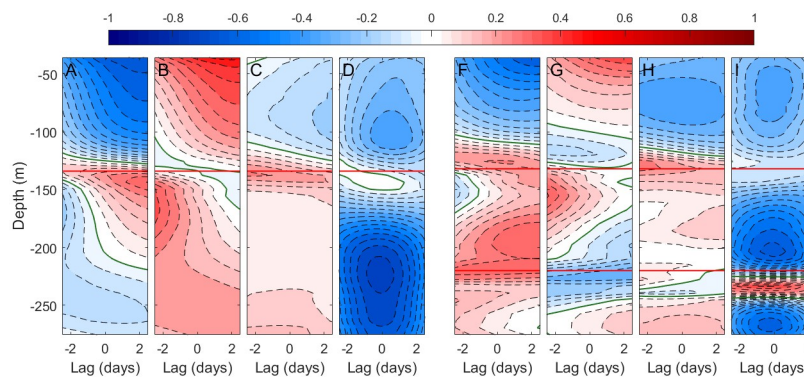 -1 -0.8 -0.6 -0.4 -0.2 0 0.2 0.4 0.6 0.8 1
A B C D F G H I
Depth (m)
-50
-100
-150
-200
-250
-2 0 2 -2 0 2 -2 0 2 -2 0 2 -2 0 2 -2 0 2 -2 0 2 -2 0 2
Lag (days) Lag (days) Lag (days) Lag (days) Lag (days) Lag (days) Lag (days) Lag (days)